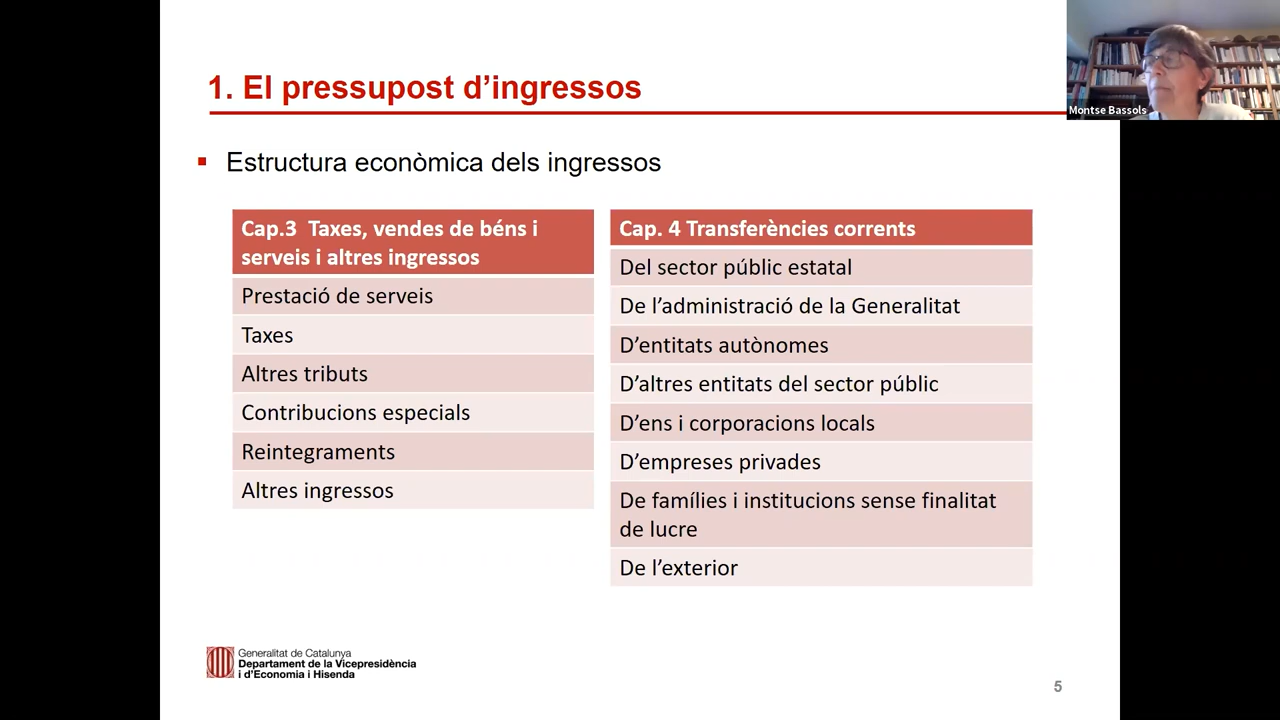 1. El pressupost d’ingressos
Montse Bassols
Estructura econòmica dels ingressos
Cap.3 Taxes, vendes de béns i
serveis i altres ingressos
Prestació de serveis
Taxes
Altres tributs
Contribucions especials
Reintegraments
Altres ingressos
Cap. 4 Transferències corrents
Del sector públic estatal
De l’administració de la Generalitat
D’entitats autònomes
D’altres entitats del sector públic
D’ens i corporacions locals
D’empreses privades
De famílies i institucions sense finalitat
de lucre
De l’exterior
Generalitat de Catalunya
Departament de la Vicepresidència
i d’Economia i Hisenda
5